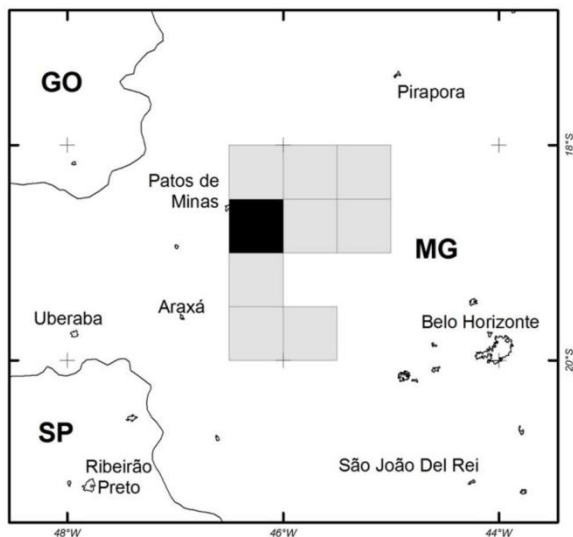 GO
Pirapora
18°S
Patos de
Minas
MG
Araxá
Uberaba
Belo Horizonte
20°S
SP
Ribeirão
Preto
São João Del Rei
48°W
46°W
44°W